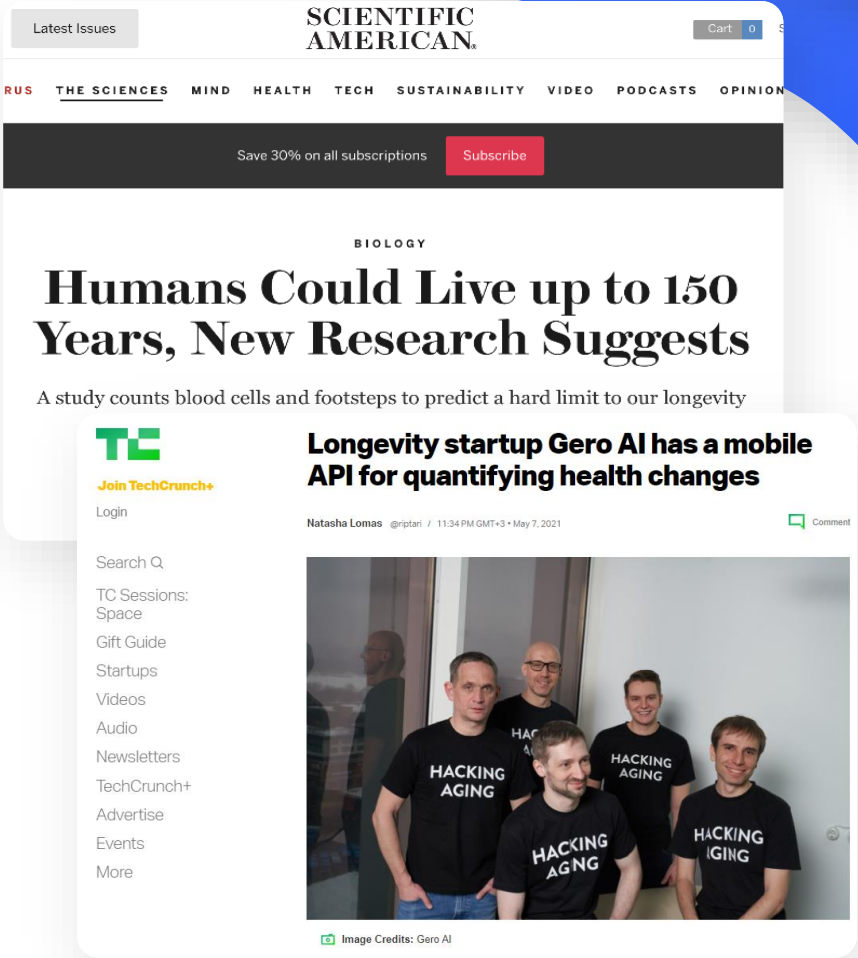 Latest Issues
SCIENTIFIC
AMERICAN®
Cart 0
RUS THE SCIENCES MIND HEALTH TECH SUSTAINABILITY VIDEO PODCASTS OPINION
Save 30% on all subscriptions Subscribe
BIOLOGY
Humans Could Live up to 150
Years, New Research Suggests
A study counts blood cells and footsteps to predict a hard limit to our longevity
TC
Join TechCrunch+
Login
Search
TC Sessions:
Space
Gift Guide
Startups
Videos
Audio
Newsletters
TechCrunch+
Advertise
Events
More
Longevity startup Gero AI has a mobile
API for quantifying health changes
Natasha Lomas @riptari / 11:34 PM GMT+3 • May 7, 2021
Comment
HACKING
AGING
HACKING
AGING
HACKING
AGING
HACKING
AGING
Image Credits: Gero AI